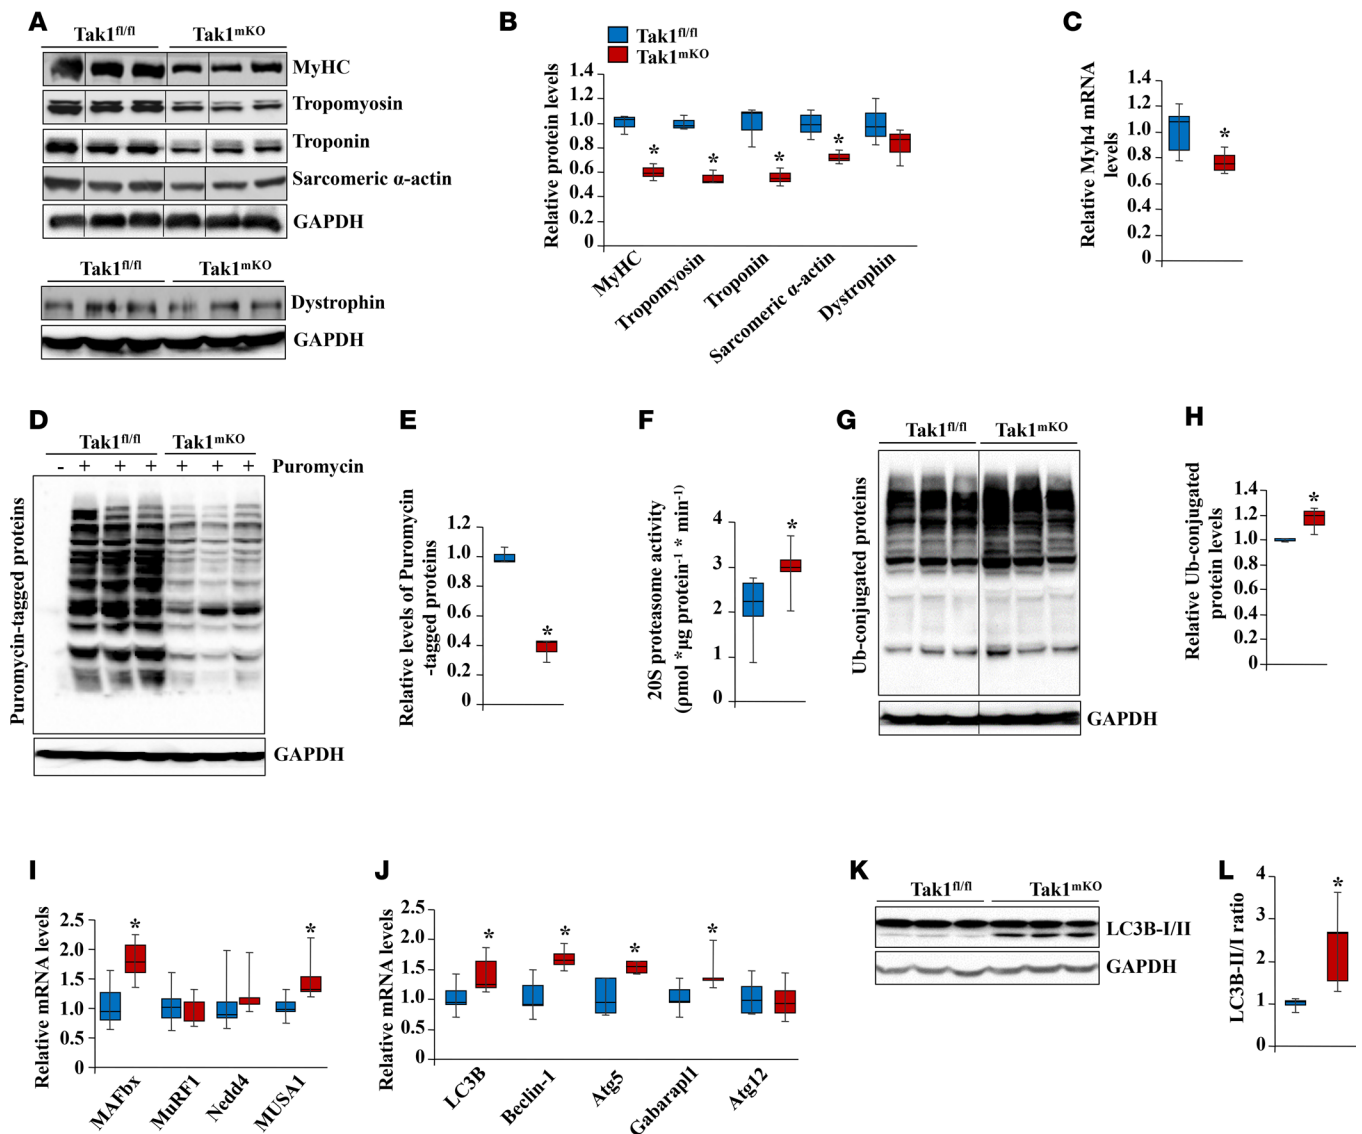 A
Tak1fl/fl Tak1mKO
MyHC
Tropomyosin
Troponin
Sarcomeric α-actin
GAPDH
Tak1fl/fl Tak1mKO
Dystrophin
GAPDH
B
Tak1fl/fl
Tak1mKO
Relative protein levels
1.4
1.2
1.0
0.8
0.6
0.4
0.2
0
* * * *
MyHC
Tropomyosin
Troponin
Sarcomeric α-actin
Dystrophin
C
Relative Myh4 mRNA
levels
1.4
1.2
1.0
0.8
0.6
0.4
0.2
0
*
D
Tak1fl/fl Tak1mKO
- + + + + + + Puromycin
Puromycin-tagged proteins
GAPDH
E
Relative levels of Puromycin
-tagged proteins
1.2
1.0
0.8
0.6
0.4
0.2
0
*
F
20S proteasome activity
(pmol *µg protein-1 * min-1)
4
3
2
1
0
*
G
Tak1fl/fl Tak1mKO
Ub-conjugated proteins
GAPDH
H
Relative Ub-conjugated
protein levels
1.4
1.2
1.0
0.8
0.6
0.4
0.2
0
*
I
Relative mRNA levels
2.5
2.0
1.5
1.0
0.5
0
* *
MAFbx
MuRF1
Nedd4
MUSA1
J
Relative mRNA levels
2.5
2.0
1.5
1.0
0.5
0
* * * *
LC3B
Beclin-1
Atg5
Gabarapl1
Atg12
K
Tak1fl/fl Tak1mKO
LC3B-I/II
GAPDH
L
LC3B-II/I ratio
4
3
2
1
0
*